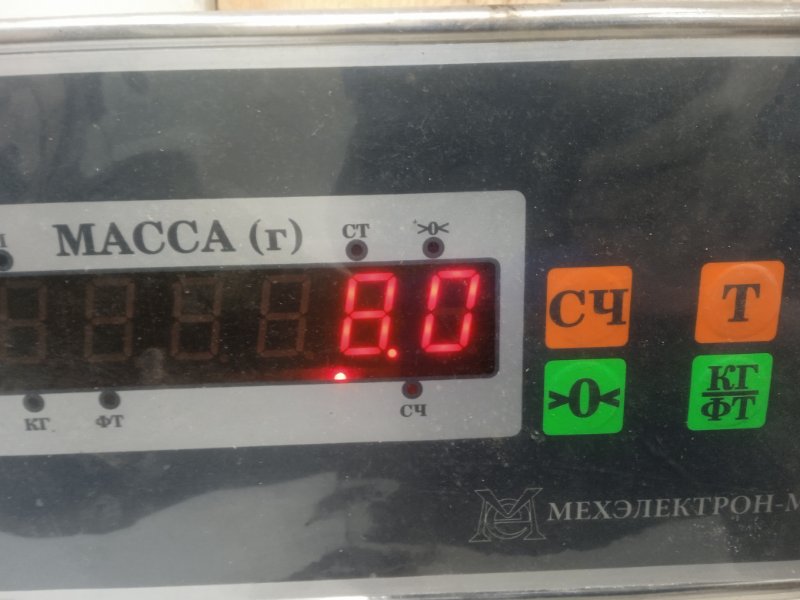 МАССА (г)
СТ
>0<
8.0
КГ
ФТ
СЧ
СЧ
Т
>0<
КГ
ФТ
МЕХЭЛЕКТРОН-М